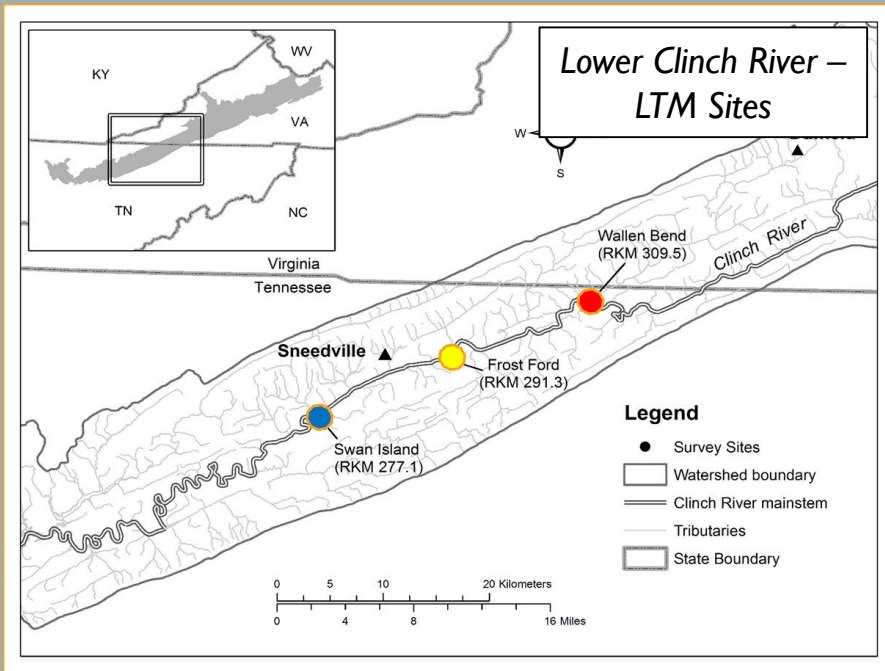 Lower Clinch River –
LTM Sites
WV
KY
VA
TN
NC
W
S
Clinch River
Wallen Bend
(RKM 309.5)
Virginia
Tennessee
Sneedville
Frost Ford
(RKM 291.3)
Swan Island
(RKM 277.1)
Legend
Survey Sites
Watershed boundary
Clinch River mainstem
Tributaries
State Boundary
0 5 10 20 Kilometers
0 4 8 16 Miles